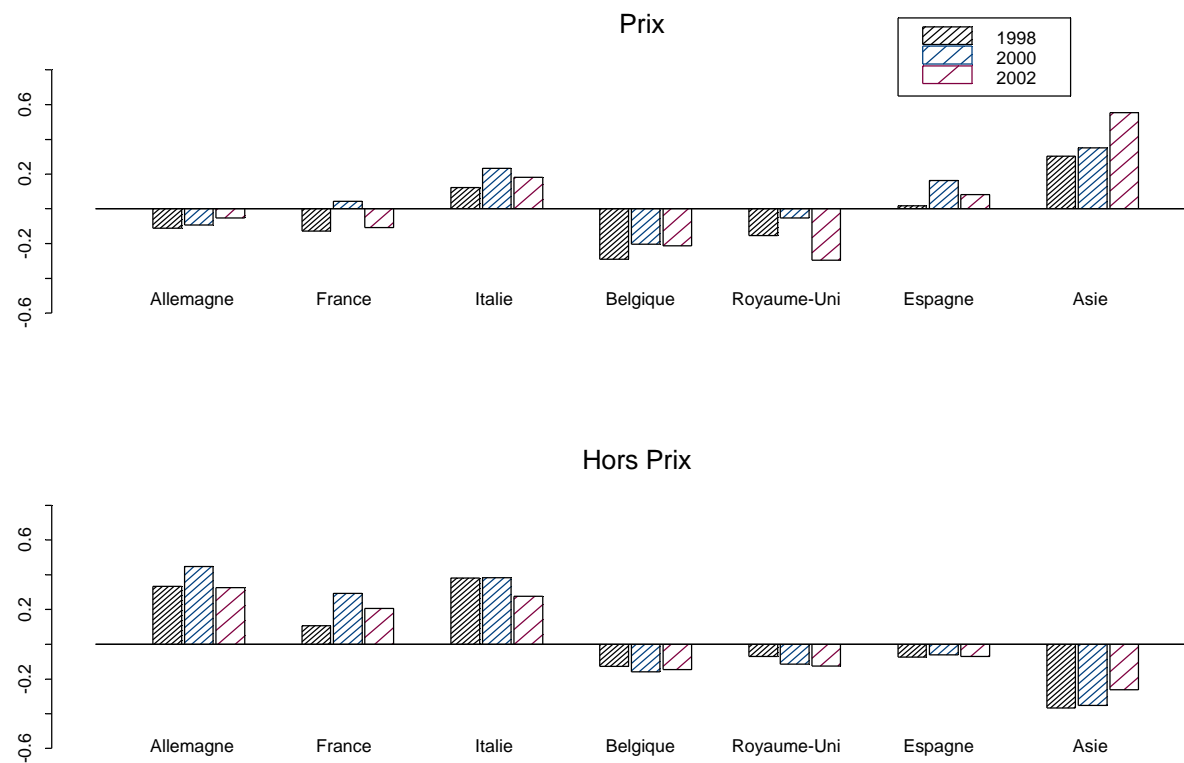 Prix
1998
2000
2002
0.6
0.2
-0.2
-0.6
Allemagne France Italie Belgique Royaume-Uni Espagne Asie
Hors Prix
0.6
0.2
-0.2
-0.6
Allemagne France Italie Belgique Royaume-Uni Espagne Asie